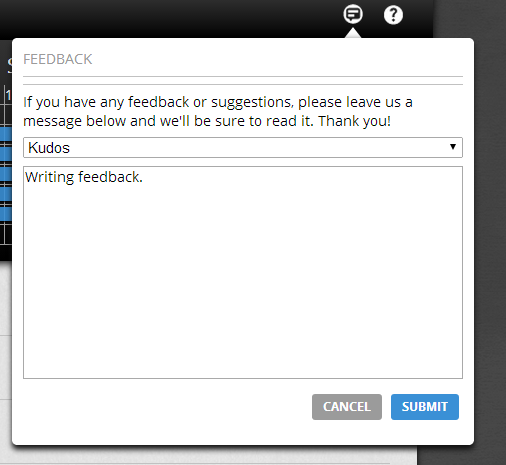 ?
FEEDBACK
If you have any feedback or suggestions, please leave us a
message below and we'll be sure to read it. Thank you!
Kudos
Writing feedback.
CANCEL
SUBMIT